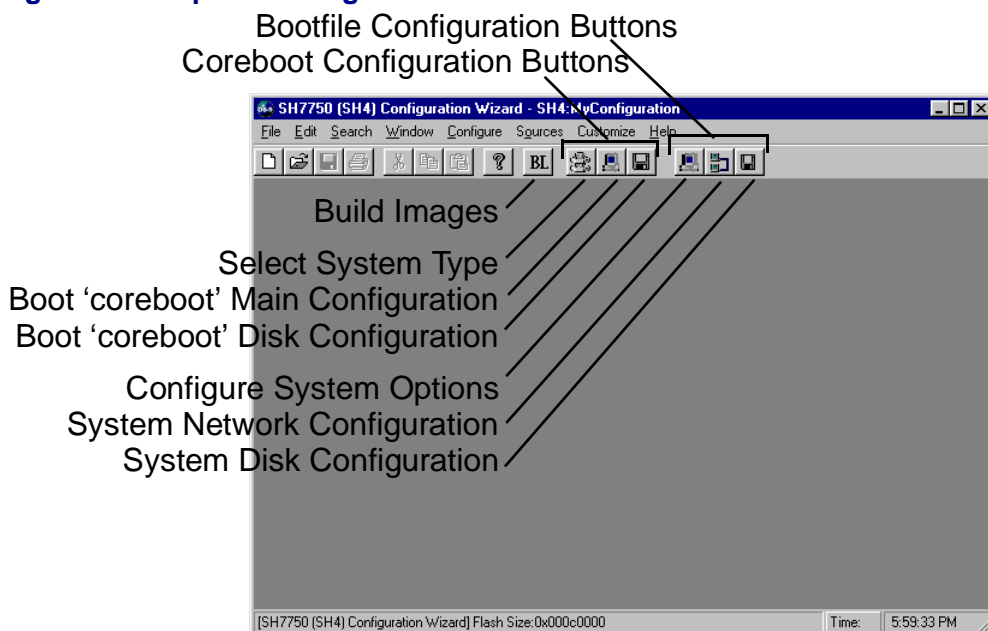 Bootfile Configuration Buttons
Coreboot Configuration Buttons
SH7750 (SH4) Configuration Wizard - SH4:MyConfiguration
File Edit Search Window Configure Sources Customize Help
BL
Build Images
Select System Type
Boot ‘coreboot’ Main Configuration
Boot ‘coreboot’ Disk Configuration
Configure System Options
System Network Configuration
System Disk Configuration
[SH7750 (SH4) Configuration Wizard] Flash Size:0x000c0000 Time: 5:59:33 PM